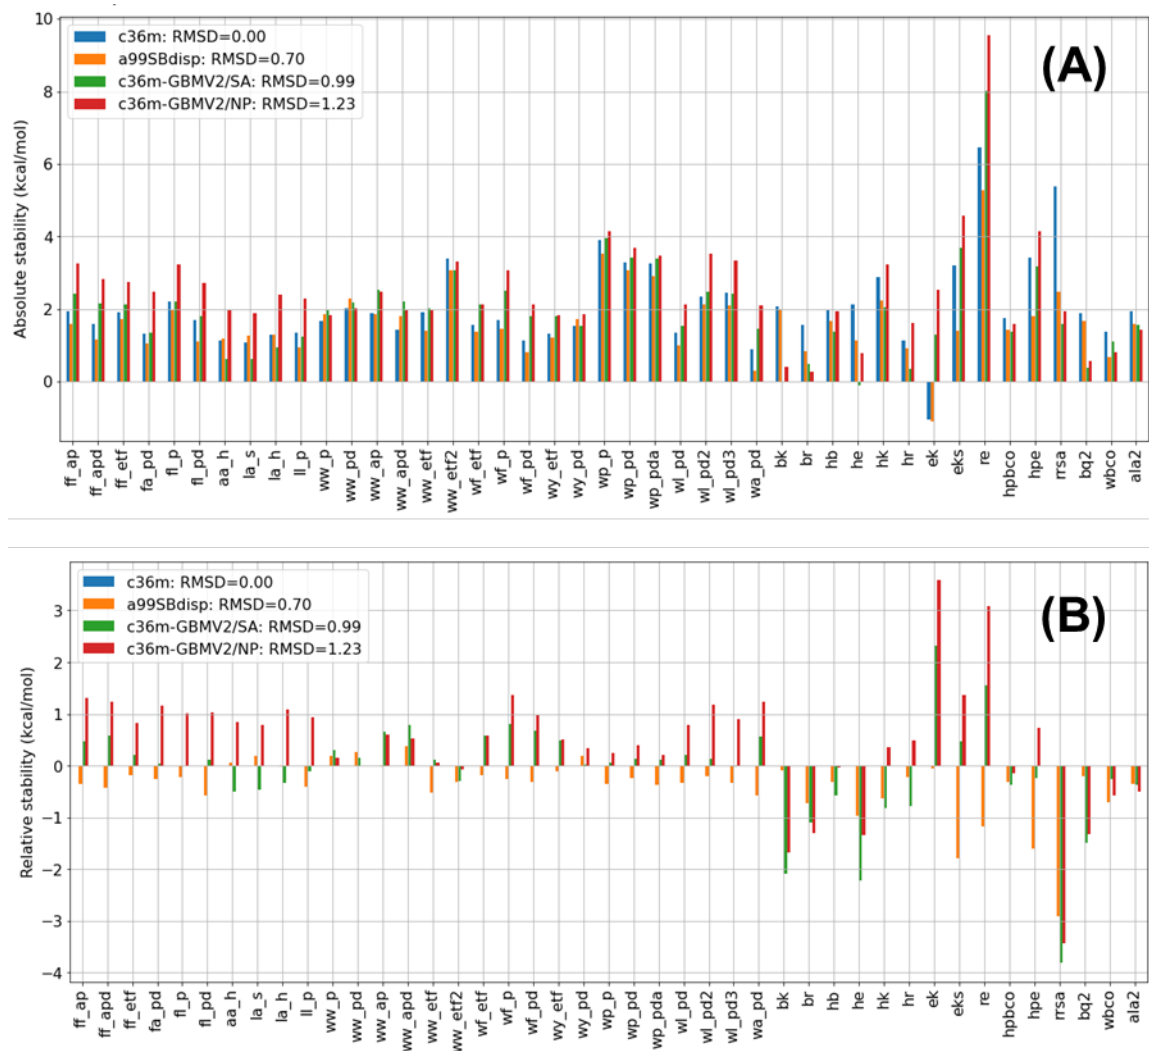 10
8
6
4
2
0
Absolute stability (kcal/mol)
c36m: RMSD=0.00
a99SBdisp: RMSD=0.70
c36m-GBMV2/SA: RMSD=0.99
c36m-GBMV2/NP: RMSD=1.23
(A)
ff_ap
ff_apd
ff_etf
fa_pd
fl_p
fl_pd
aa_h
la_s
la_h
ll_p
ww_p
ww_pd
ww_ap
ww_apd
ww_etf
ww_etf2
wf_etf
wf_p
wf_pd
wy_etf
wy_pd
wp_p
wp_pd
wp_pda
wl_pd
wl_pd2
wl_pd3
wa_pd
bk
br
hb
he
hk
hr
ek
eks
re
hpbco
hpe
rrsa
bq2
wbco
ala2
3
2
1
0
−1
−2
−3
−4
Relative stability (kcal/mol)
c36m: RMSD=0.00
a99SBdisp: RMSD=0.70
c36m-GBMV2/SA: RMSD=0.99
c36m-GBMV2/NP: RMSD=1.23
(B)
ff_ap
ff_apd
ff_etf
fa_pd
fl_p
fl_pd
aa_h
la_s
la_h
ll_p
ww_p
ww_pd
ww_ap
ww_apd
ww_etf
ww_etf2
wf_etf
wf_p
wf_pd
wy_etf
wy_pd
wp_p
wp_pd
wp_pda
wl_pd
wl_pd2
wl_pd3
wa_pd
bk
br
hb
he
hk
hr
ek
eks
re
hpbco
hpe
rrsa
bq2
wbco
ala2